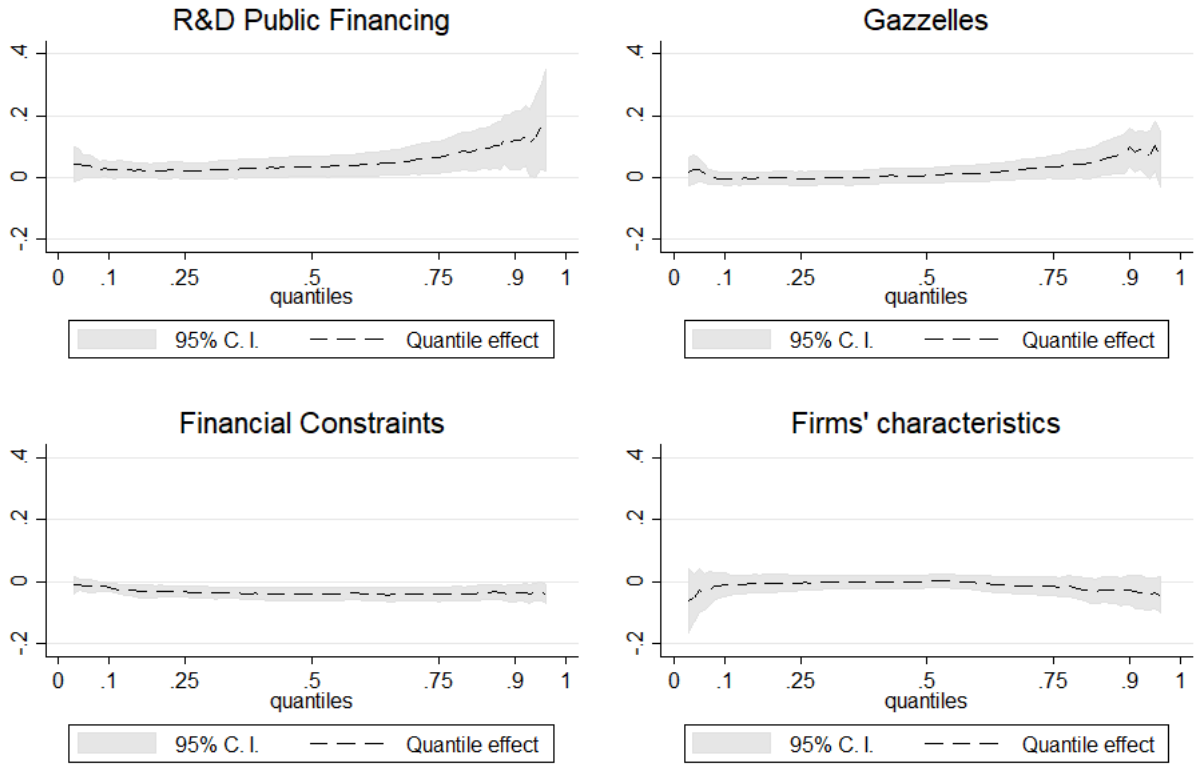 R&D Public Financing
.4
.2
0
-.2
0 .1 .25 .5 .75 .9 1
quantiles
95% C. I. Quantile effect
Gazzelles
.4
.2
0
-.2
0 .1 .25 .5 .75 .9 1
quantiles
95% C. I. Quantile effect
Financial Constraints
.4
.2
0
-.2
0 .1 .25 .5 .75 .9 1
quantiles
95% C. I. Quantile effect
Firms' characteristics
.4
.2
0
-.2
0 .1 .25 .5 .75 .9 1
quantiles
95% C. I. Quantile effect